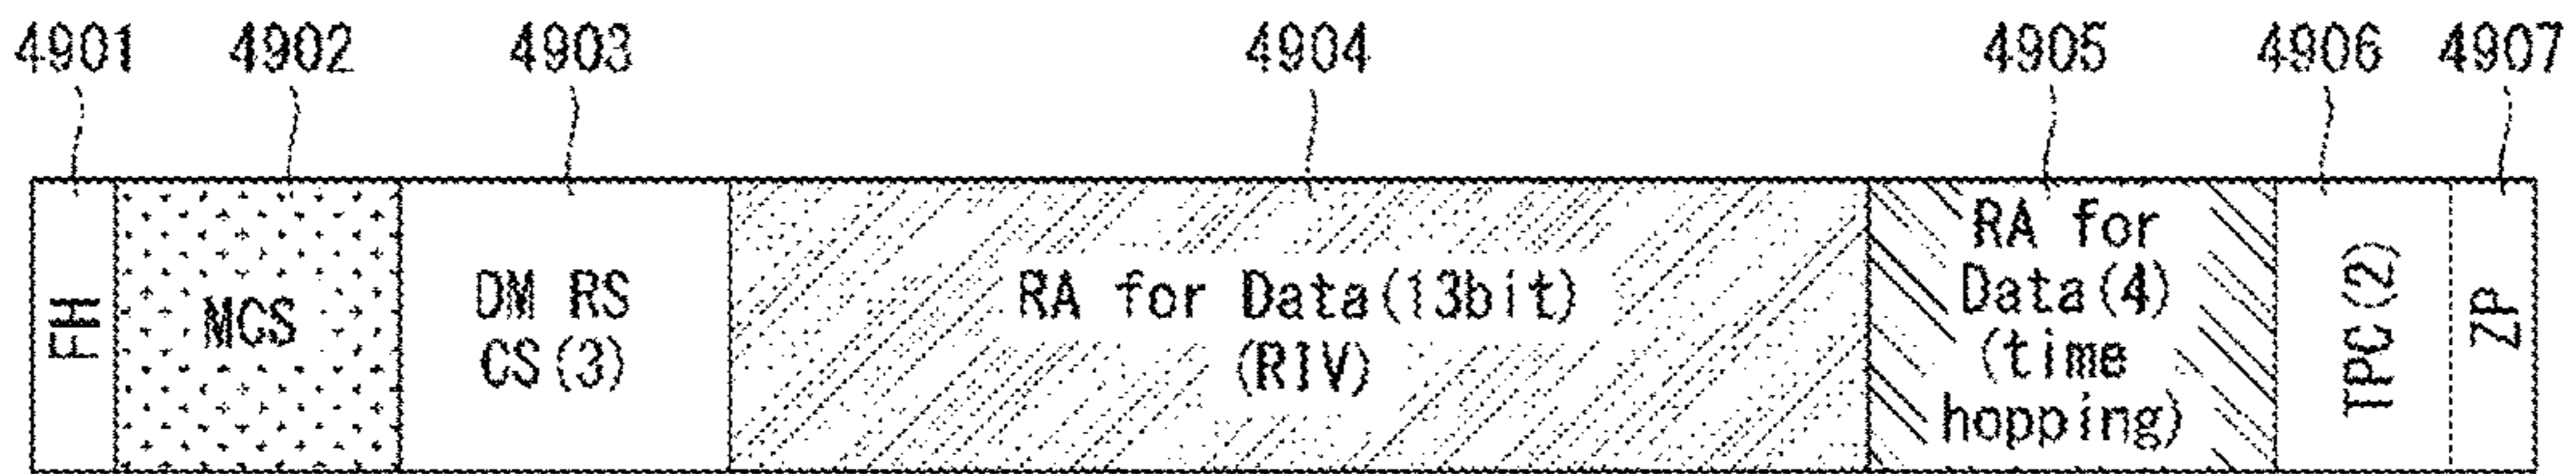 4901 4902 4903 4904 4905 4906 4907
FH
MCS
DM RS
CS(3)
RA for Data(13bit)
(RIV)
RA for
Data(4)
(time
hopping)
TPC(2)
ZP